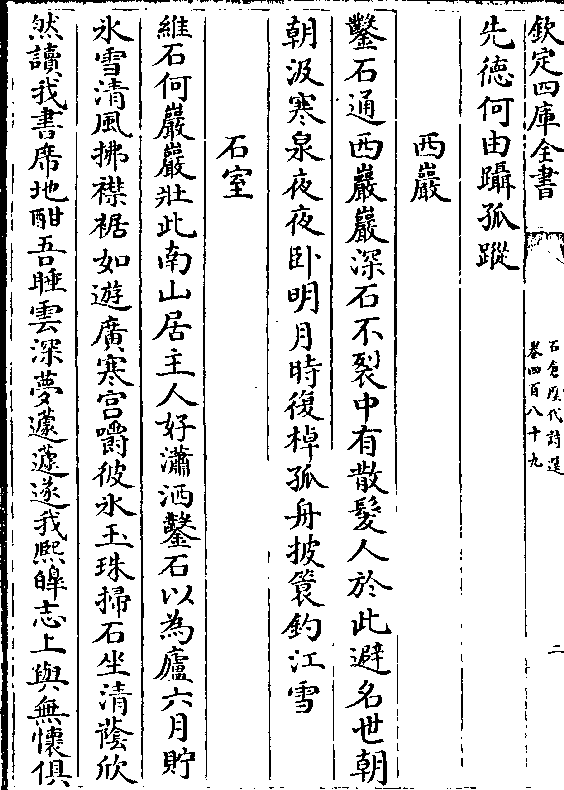 欽定四庫全書
石倉歷代詩選
卷四百八十九
二
先德何由躡孤蹤
西巖
鑿石通西巖巖深石不裂中有散髮人於此避名世朝
朝汲寒泉夜夜卧明月時復棹孤舟披簑釣江雪
石室
維石何巖巖壯此南山居主人好瀟洒鑿石以為廬六月貯
氷雪清風拂襟裾如遊廣寒宫嚼彼氷玉珠掃石坐清蔭欣
然讀我書席地酣吾睡雲深夢蘧蘧遂我熙皥志上與無懷俱